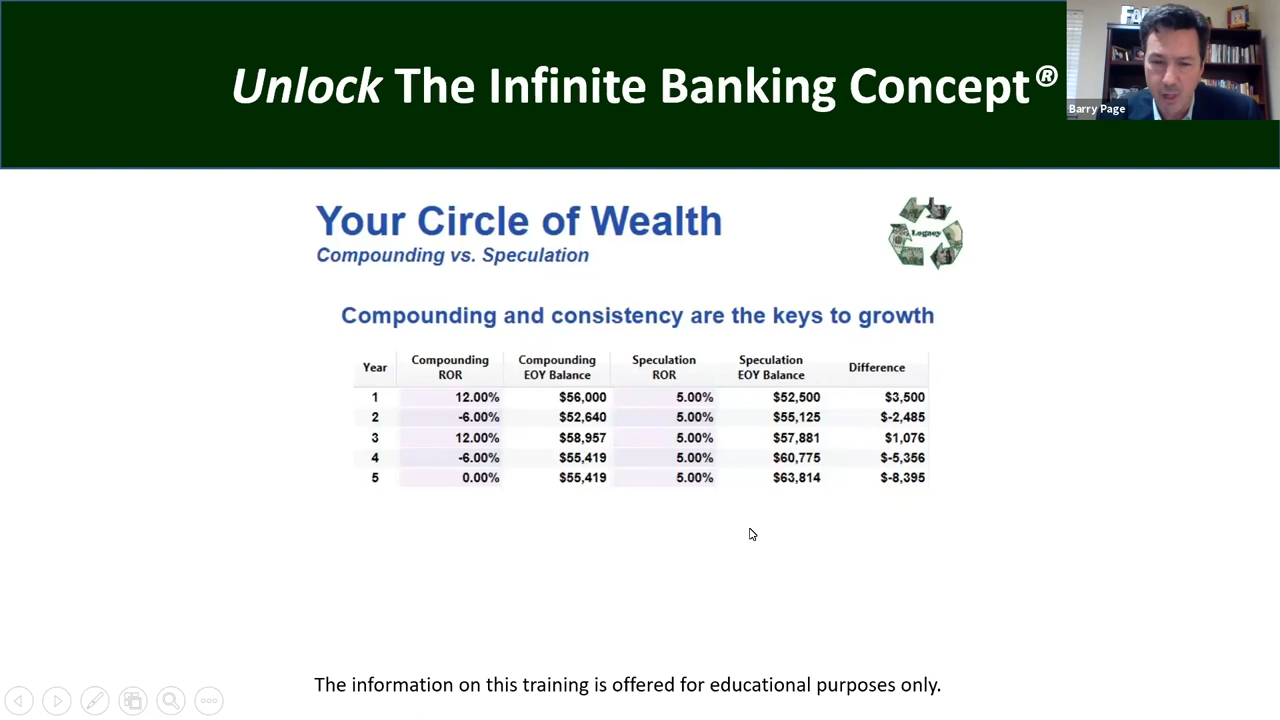 Unlock The Infinite Banking Concept®
Barry Page
Your Circle of Wealth
Compounding vs. Speculation
Legacy
Compounding and consistency are the keys to growth
Year Compounding ROR Compounding EOY Balance Speculation ROR Speculation EOY Balance Difference
1 12.00% $56,000 5.00% $52,500 $3,500
2 -6.00% $52,640 5.00% $55,125 $-2,485
3 12.00% $58,957 5.00% $57,881 $1,076
4 -6.00% $55,419 5.00% $60,775 $-5,356
5 0.00% $55,419 5.00% $63,814 $-8,395
The information on this training is offered for educational purposes only.